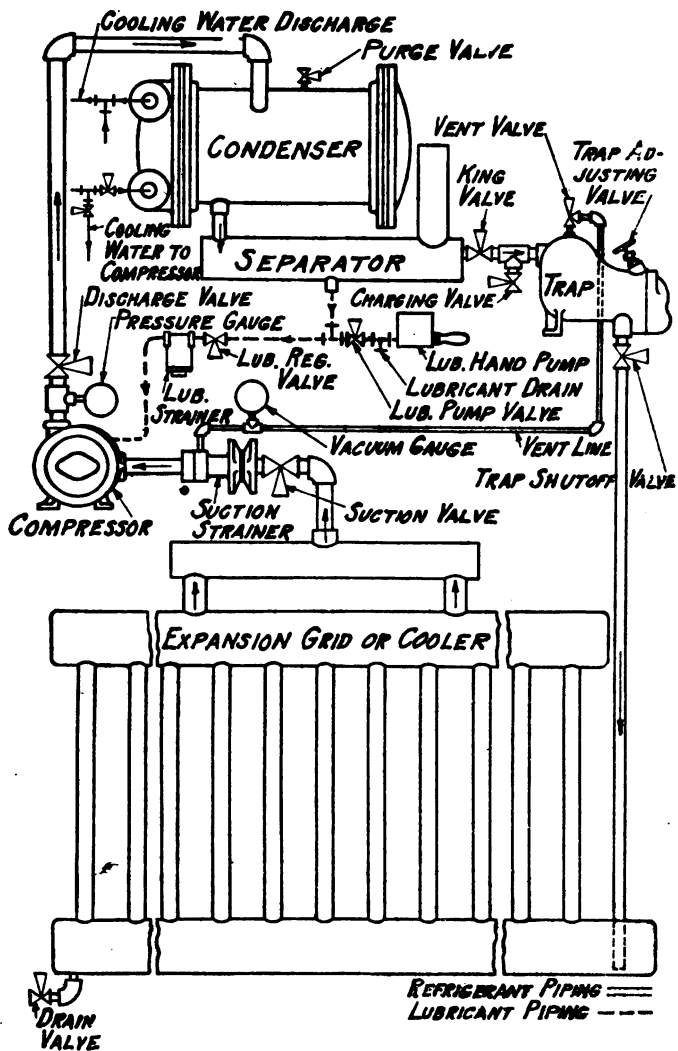 COOLING WATER DISCHARGE
PURGE VALVE
CONDENSER
VENT VALVE
TRAP AD-
JUSTING
VALVE
KING
VALVE
COOLING
WATER TO
COMPRESSOR
SEPARATOR
TRAP
CHARGING VALVE
DISCHARGE VALVE
PRESSURE GAUGE
LUB. REG.
VALVE
LUB. HAND PUMP
LUBRICANT DRAIN
LUB. PUMP VALVE
LUB.
STRAINER
VACUUM GAUGE
VENT LINE
TRAP SHUTOFF VALVE
SUCTION
STRAINER
SUCTION VALVE
COMPRESSOR
EXPANSION GRID OR COOLER
DRAIN
VALVE
REFRIGERANT PIPING
LUBRICANT PIPING